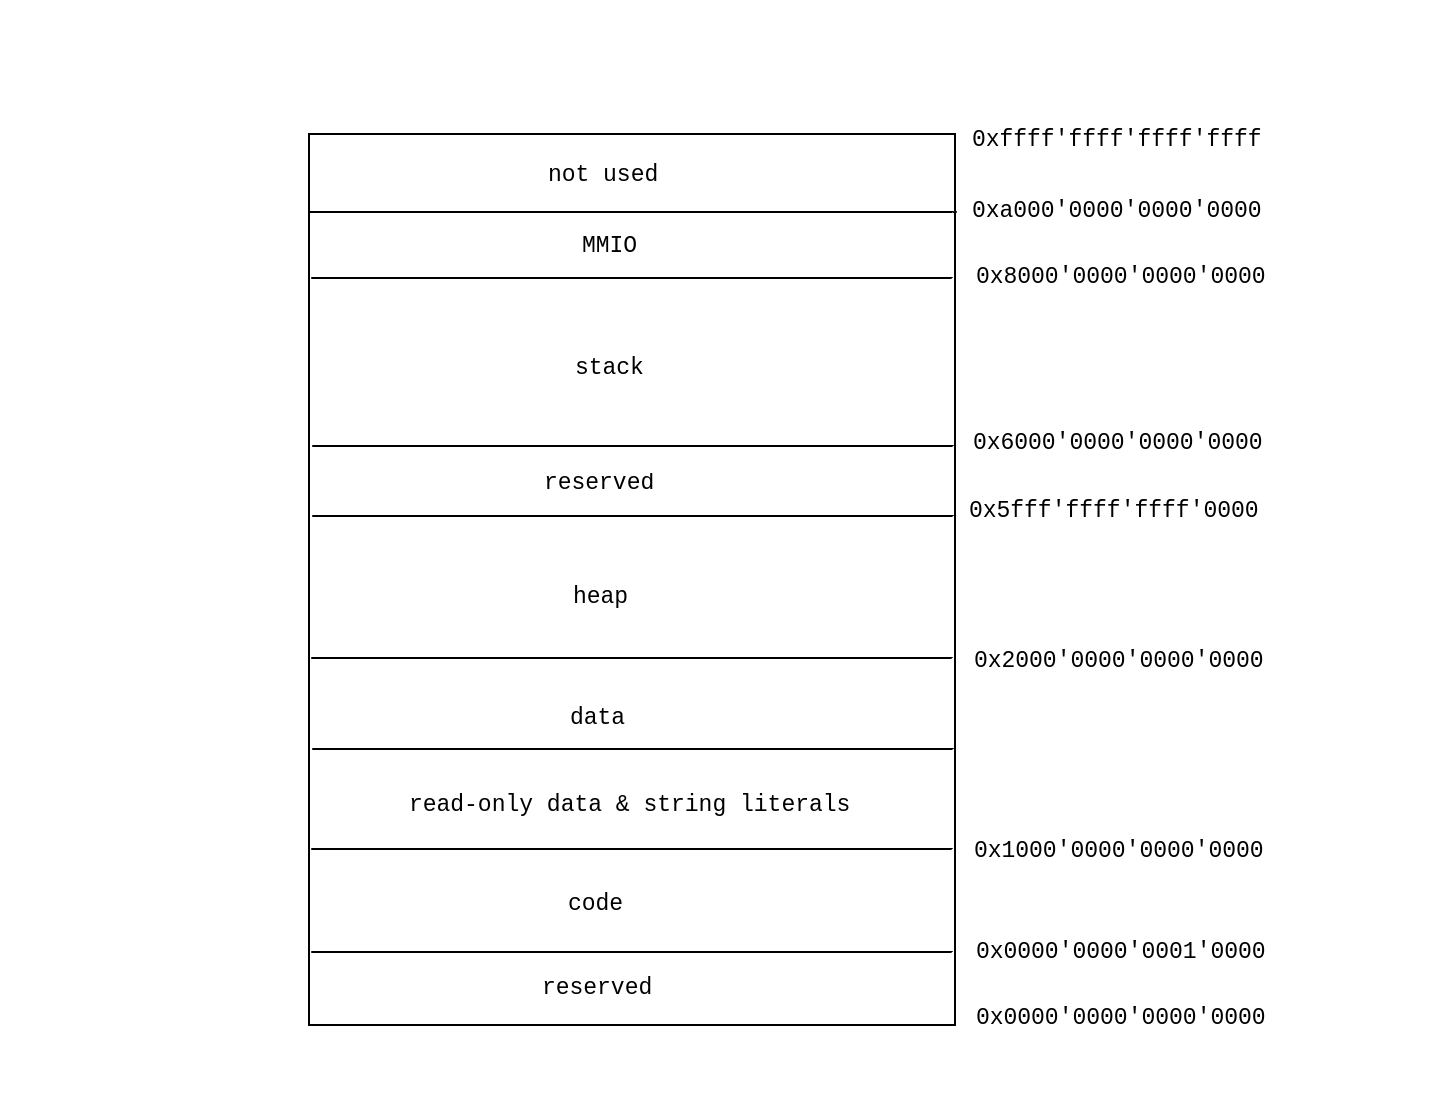 0xffff'ffff'ffff'ffff
not used
0xa000'0000'0000'0000
MMIO
0x8000'0000'0000'0000
stack
0x6000'0000'0000'0000
reserved
0x5fff'ffff'ffff'0000
heap
0x2000'0000'0000'0000
data
read-only data & string literals
0x1000'0000'0000'0000
code
0x0000'0000'0001'0000
reserved
0x0000'0000'0000'0000